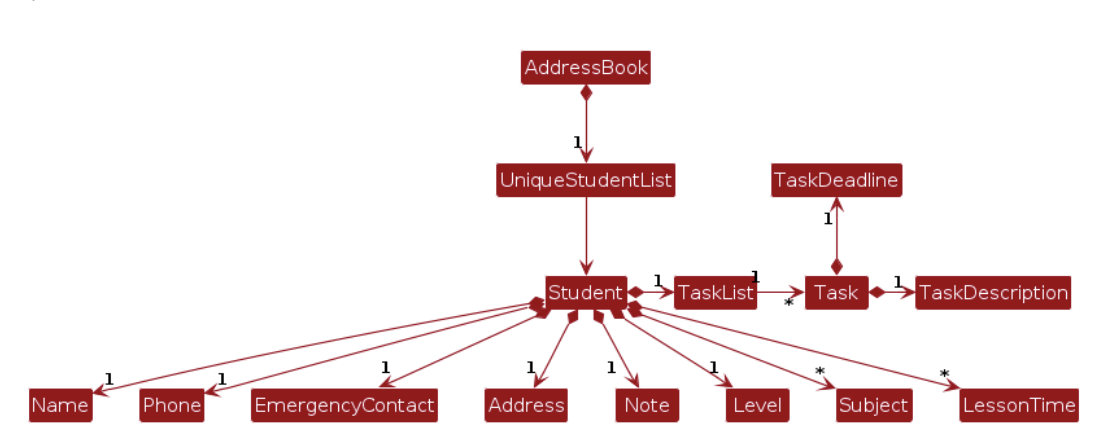 AddressBook
1
UniqueStudentList
TaskDeadline
1
Student
1
TaskList
1
*
Task
1
TaskDescription
1
1
1
1
1
1
*
*
Name
Phone
EmergencyContact
Address
Note
Level
Subject
LessonTime